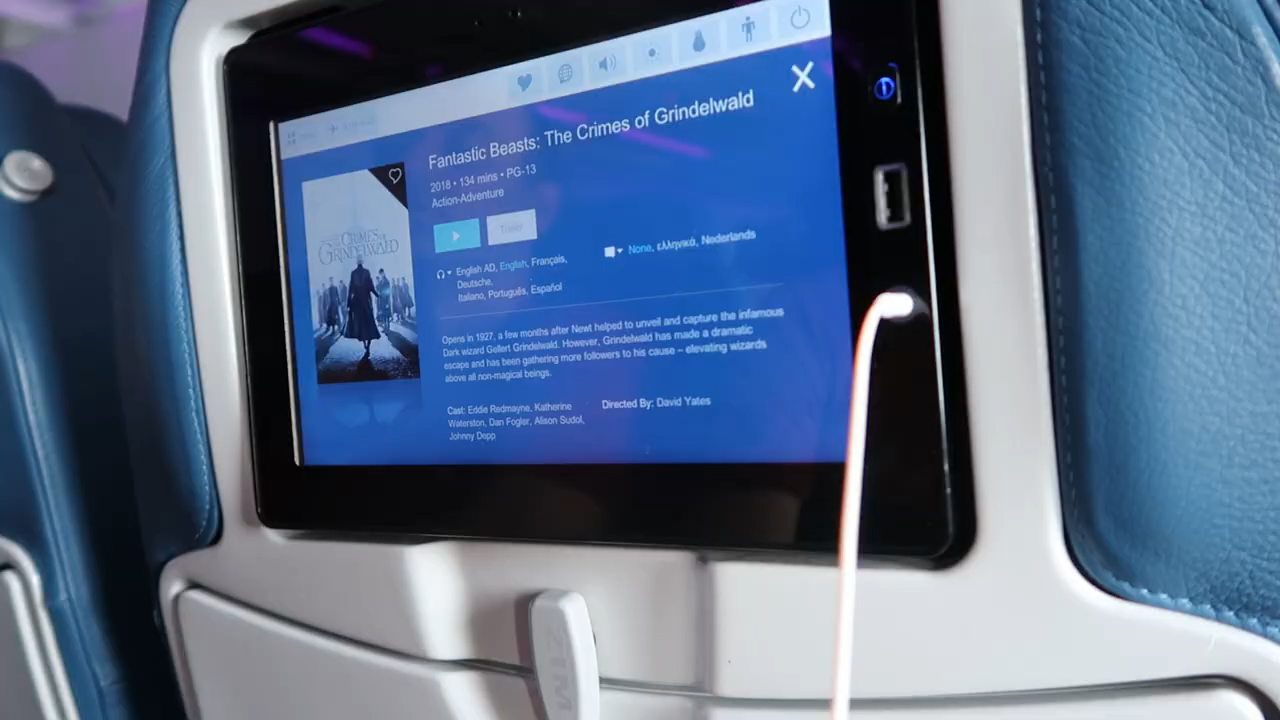 Fantastic Beasts: The Crimes of Grindelwald
2018 • 134 mins • PG-13
Action-Adventure
Trailer
English AD, English, Français,
Deutsche,
Italiano, Português, Español
None, ελληνικά, Nederlands
CRIMES OF
GRINDELWALD
Opens in 1927, a few months after Newt helped to unveil and capture the infamous
Dark wizard Gellert Grindelwald. However, Grindelwald has made a dramatic
escape and has been gathering more followers to his cause – elevating wizards
above all non-magical beings.
Cast: Eddie Redmayne, Katherine
Waterston, Dan Fogler, Alison Sudol,
Johnny Depp
Directed By: David Yates